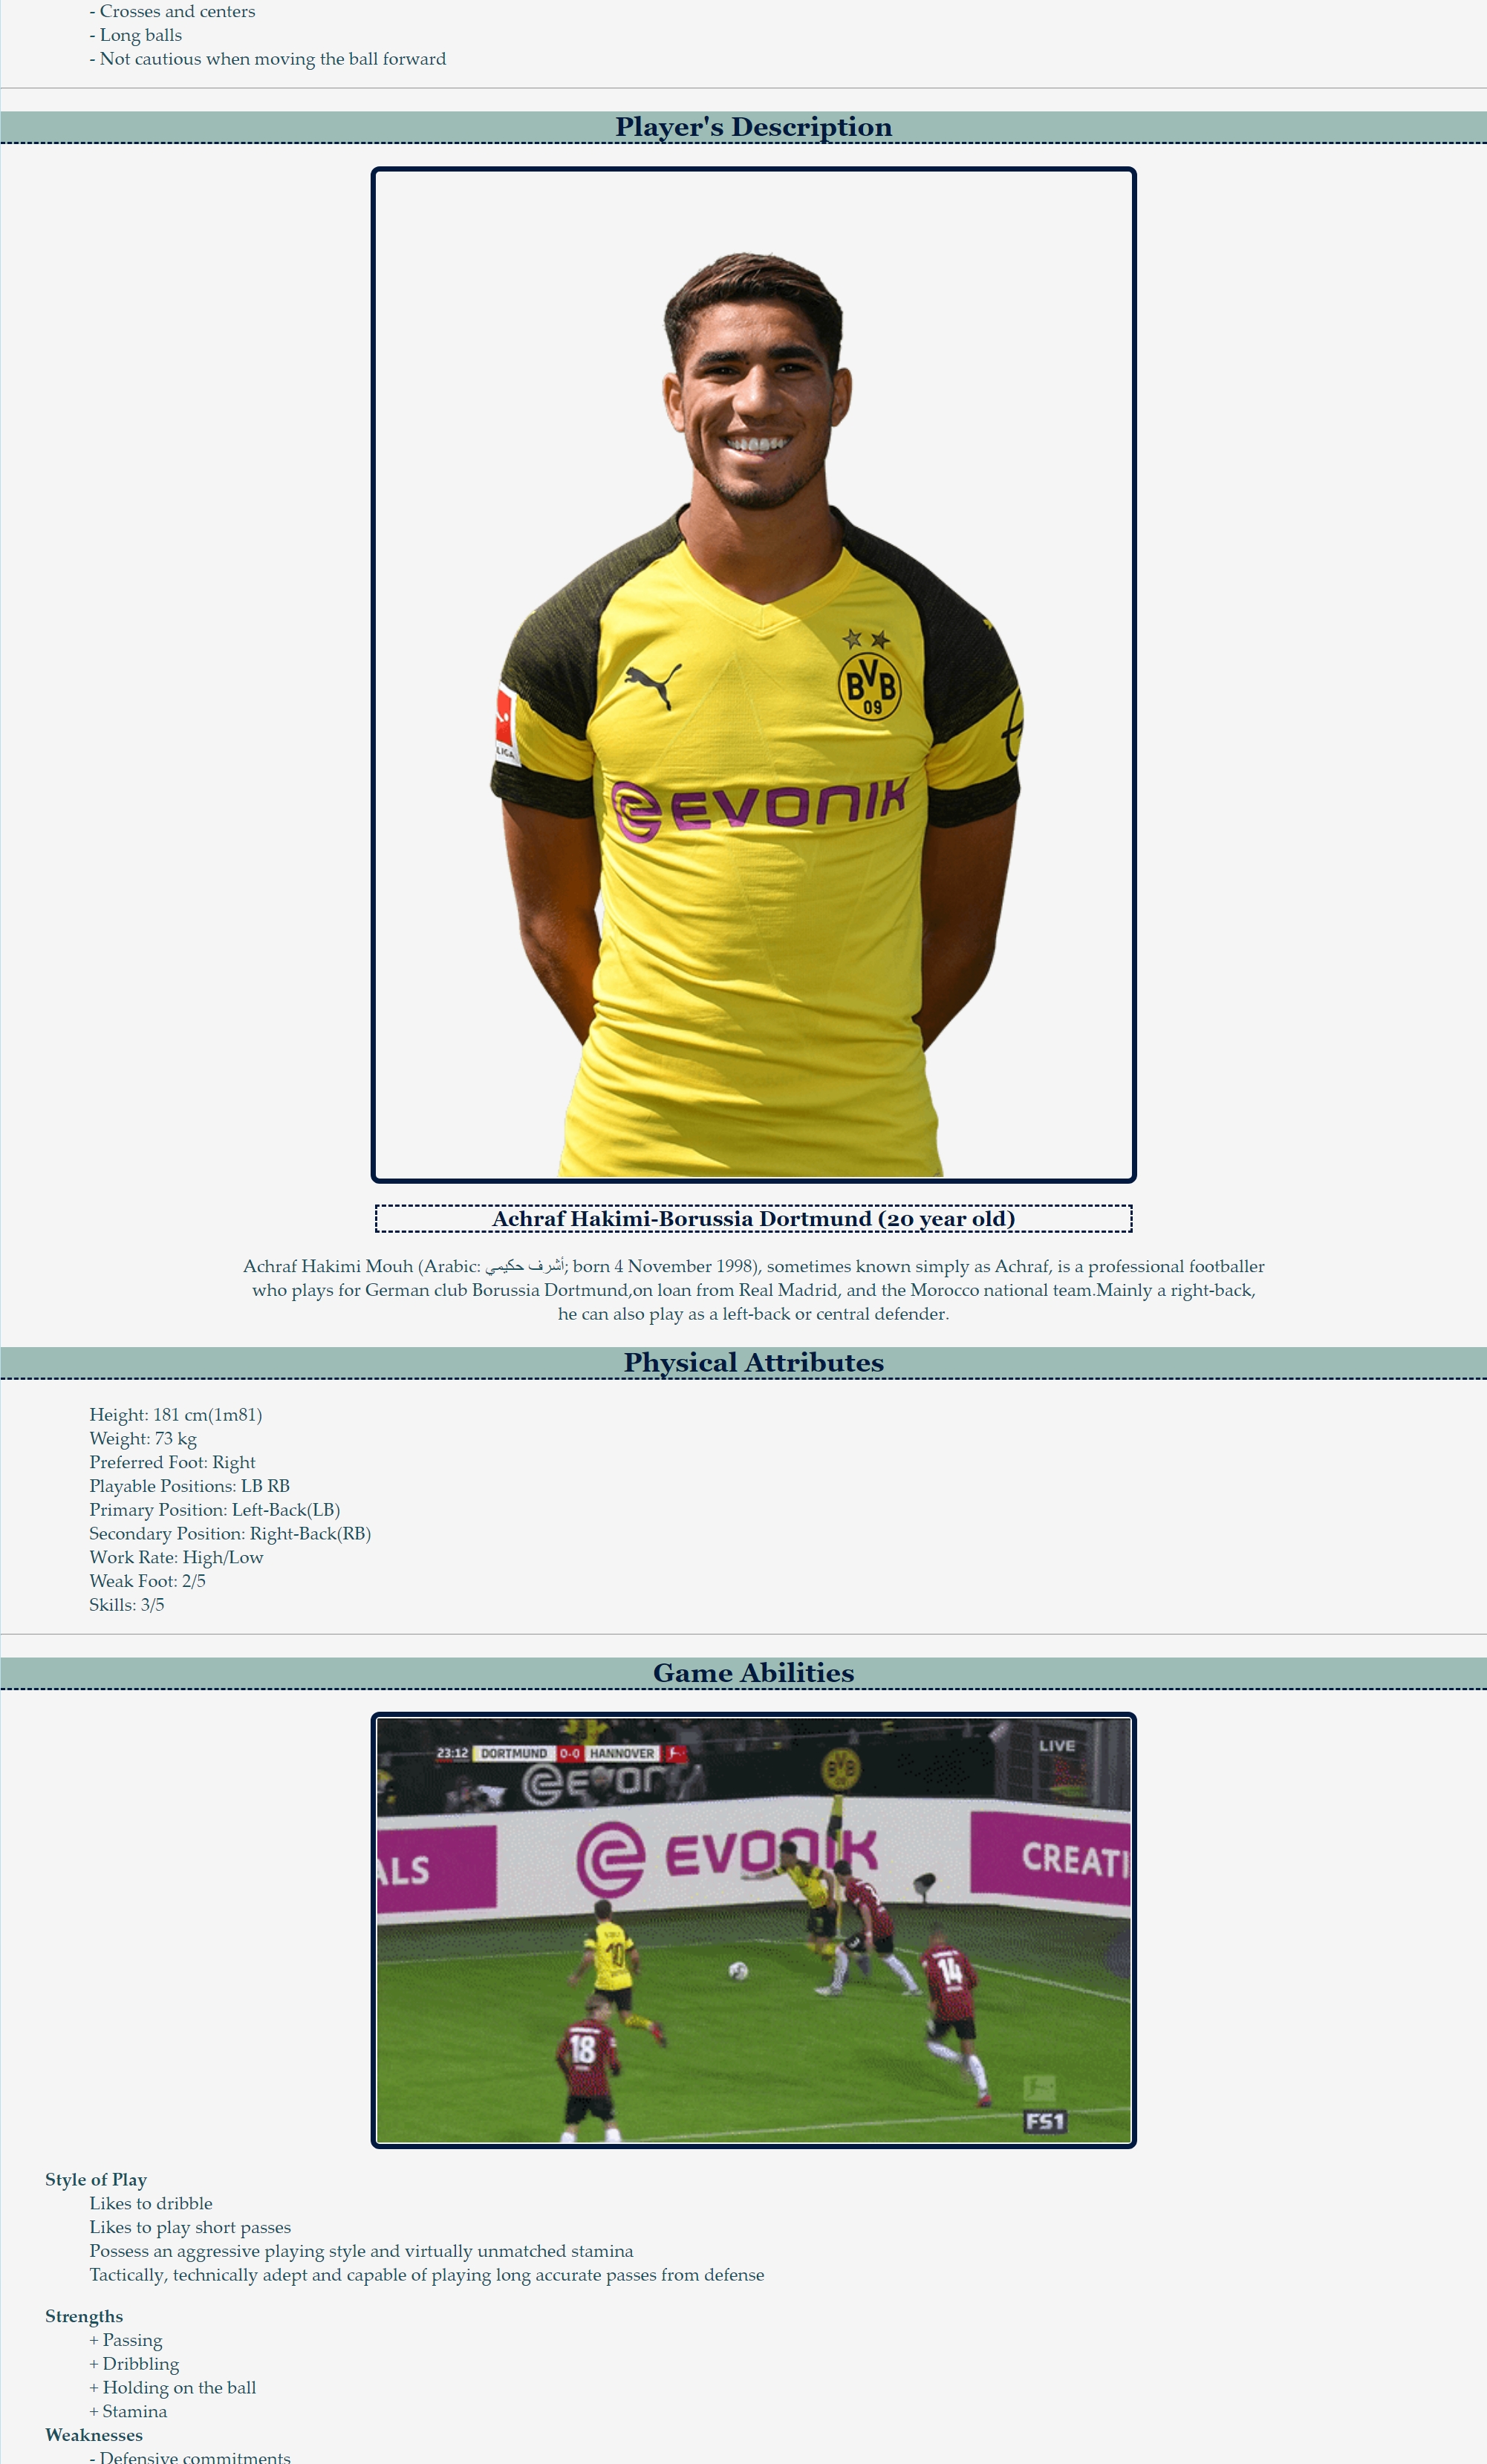 - Crosses and centers
- Long balls
- Not cautious when moving the ball forward
Player's Description
BVB
09
LIGA
EVONIK
Achraf Hakimi-Borussia Dortmund (20 year old)
Achraf Hakimi Mouh (Arabic: أشرف حكيمي; born 4 November 1998), sometimes known simply as Achraf, is a professional footballer
who plays for German club Borussia Dortmund,on loan from Real Madrid, and the Morocco national team.Mainly a right-back,
he can also play as a left-back or central defender.
Physical Attributes
Height: 181 cm(1m81)
Weight: 73 kg
Preferred Foot: Right
Playable Positions: LB RB
Primary Position: Left-Back(LB)
Secondary Position: Right-Back(RB)
Work Rate: High/Low
Weak Foot: 2/5
Skills: 3/5
Game Abilities
23:12 DORTMUND 0-0 HANNOVER
LIVE
EVON
ALS EVONIK CREATI
10
14
18
FS1
Style of Play
Likes to dribble
Likes to play short passes
Possess an aggressive playing style and virtually unmatched stamina
Tactically, technically adept and capable of playing long accurate passes from defense
Strengths
+ Passing
+ Dribbling
+ Holding on the ball
+ Stamina
Weaknesses
- Defensive commitments